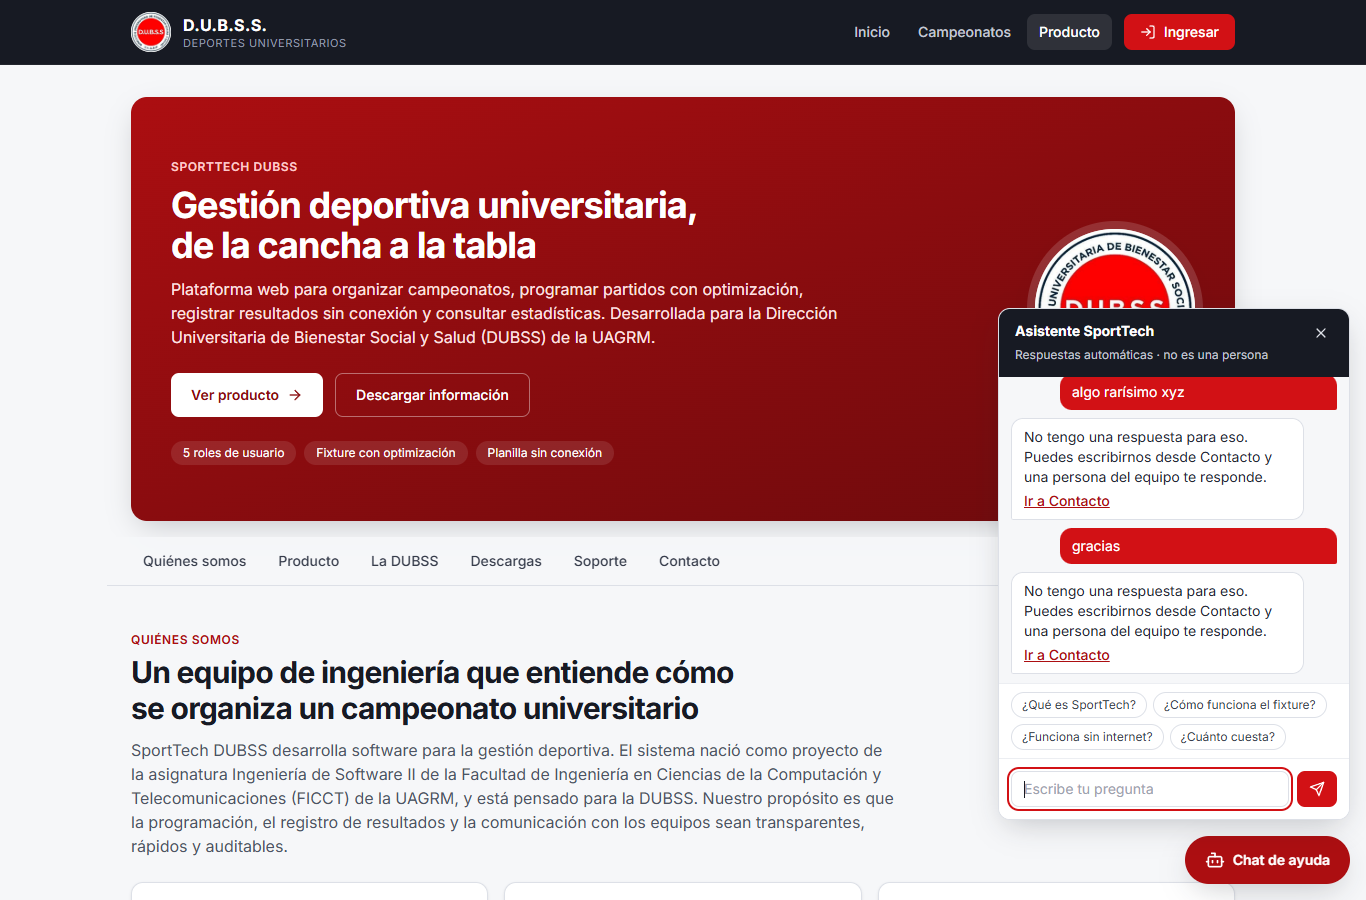 D.U.B.S.S.
DEPORTES UNIVERSITARIOS
Inicio
Campeonatos
Producto
Ingresar
SPORTTECH DUBSS
Gestión deportiva universitaria,
de la cancha a la tabla
Plataforma web para organizar campeonatos, programar partidos con optimización,
registrar resultados sin conexión y consultar estadísticas. Desarrollada para la Dirección
Universitaria de Bienestar Social y Salud (DUBSS) de la UAGRM.
Ver producto
Descargar información
5 roles de usuario
Fixture con optimización
Planilla sin conexión
UNIVERSITARIA DE BIENESTAR SOCI
D.U.B.S.S
Quiénes somos
Producto
La DUBSS
Descargas
Soporte
Contacto
QUIÉNES SOMOS
Un equipo de ingeniería que entiende cómo
se organiza un campeonato universitario
SportTech DUBSS desarrolla software para la gestión deportiva. El sistema nació como proyecto de
la asignatura Ingeniería de Software II de la Facultad de Ingeniería en Ciencias de la Computación y
Telecomunicaciones (FICCT) de la UAGRM, y está pensado para la DUBSS. Nuestro propósito es que
la programación, el registro de resultados y la comunicación con los equipos sean transparentes,
rápidos y auditables.
Asistente SportTech
Respuestas automáticas · no es una persona
algo rarísimo xyz
No tengo una respuesta para eso.
Puedes escribirnos desde Contacto y
una persona del equipo te responde.
Ir a Contacto
gracias
No tengo una respuesta para eso.
Puedes escribirnos desde Contacto y
una persona del equipo te responde.
Ir a Contacto
¿Qué es SportTech?
¿Cómo funciona el fixture?
¿Funciona sin internet?
¿Cuánto cuesta?
Escribe tu pregunta
Chat de ayuda